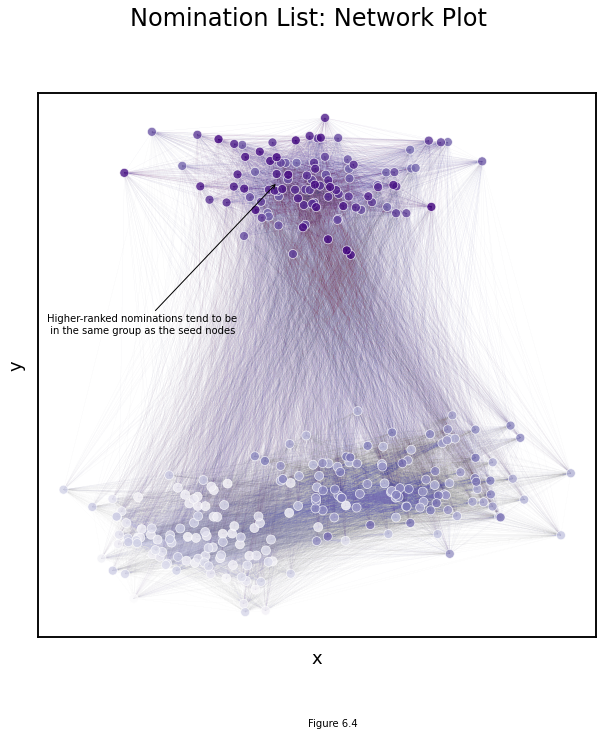 Nomination List: Network Plot
Higher-ranked nominations tend to be
in the same group as the seed nodes
y
x
Figure 6.4